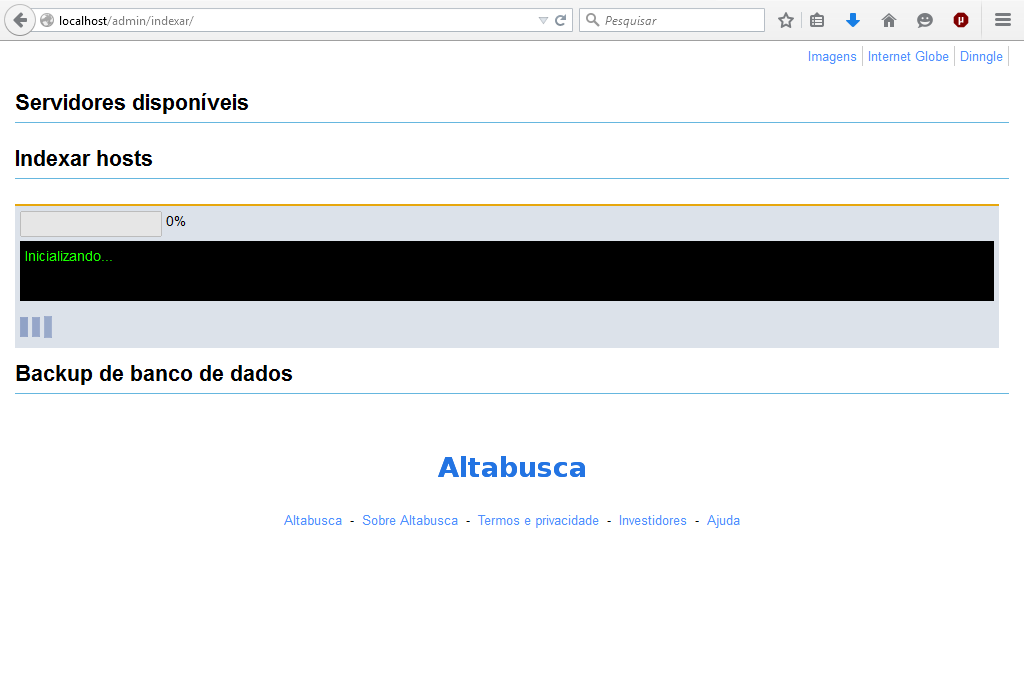 localhost/admin/indexar/
Pesquisar
Imagens Internet Globe Dinngle
Servidores disponíveis
Indexar hosts
0%
Inicializando...
Backup de banco de dados
Altabusca
Altabusca - Sobre Altabusca - Termos e privacidade - Investidores - Ajuda